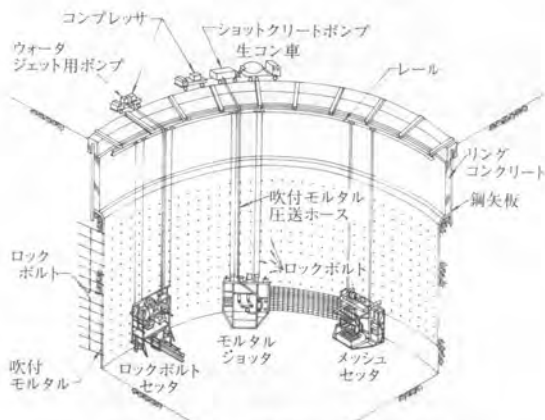 コンプレッサ
ショットクリートポンプ
生コン車
ウォータ
ジェット用ポンプ
レール
リング
コンクリート
鋼矢板
吹付モルタル
圧送ホース
ロック
ボルト
ロックボルト
吹付
モルタル
ロックボルト
セッタ
モルタル
ジョッタ
メッシュ
セッタ